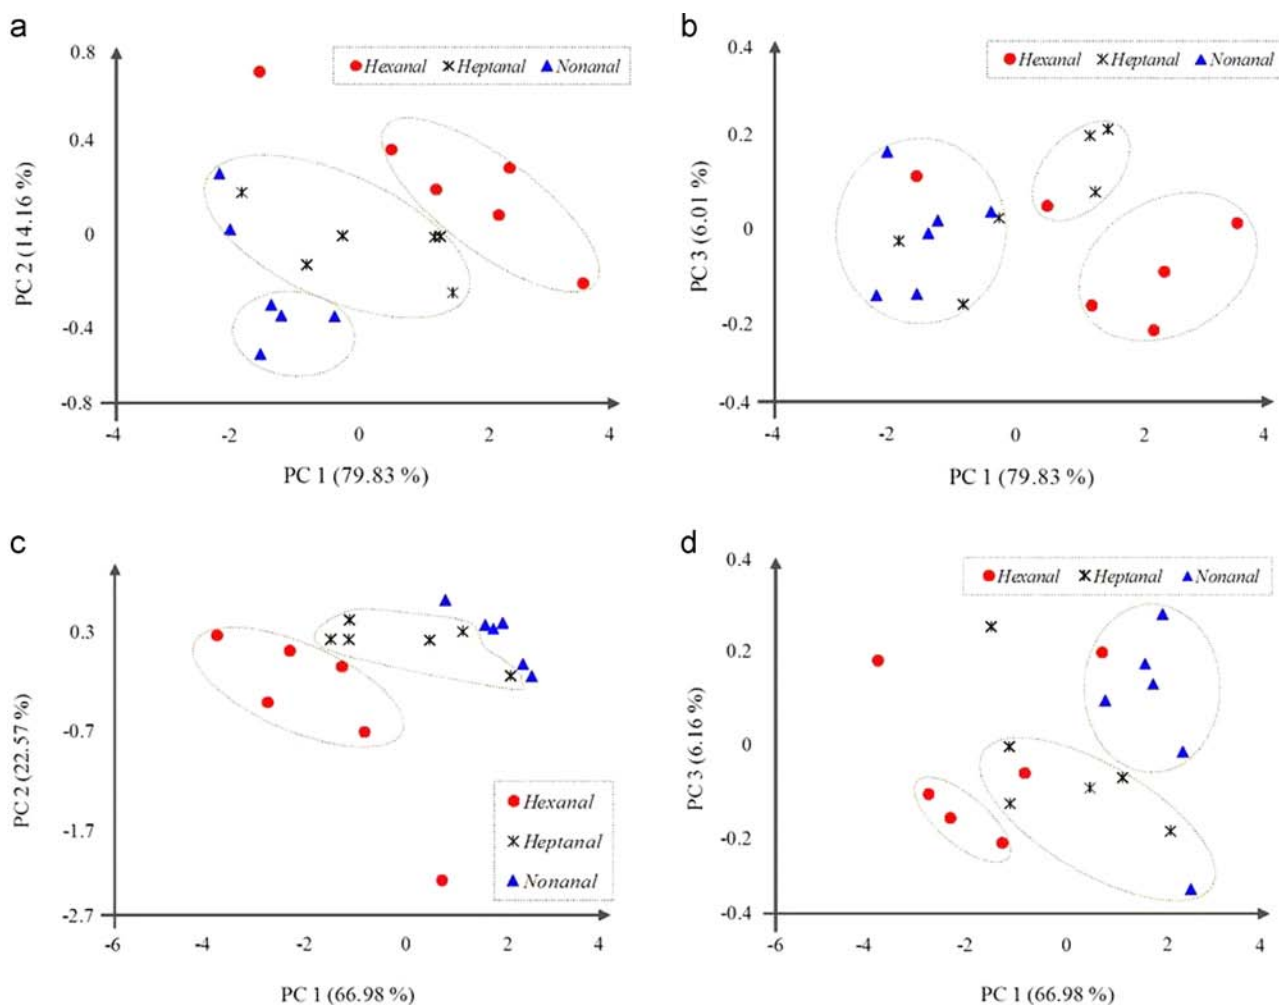 a
0.8
Hexanal Heptanal Nonanal
0.4
0
-0.4
-0.8
PC 2 (14.16 %)
-4 -2 0 2 4
PC 1 (79.83 %)
b
0.4
Hexanal Heptanal Nonanal
0.2
0
-0.2
-0.4
PC 3 (6.01 %)
-4 -2 0 2 4
PC 1 (79.83 %)
c
0.3
-0.7
-1.7
-2.7
PC 2 (22.57 %)
Hexanal
Heptanal
Nonanal
-6 -4 -2 0 2 4
PC 1 (66.98 %)
d
0.4
Hexanal Heptanal Nonanal
0.2
0
-0.2
-0.4
PC 3 (6.16 %)
-6 -4 -2 0 2 4
PC 1 (66.98 %)